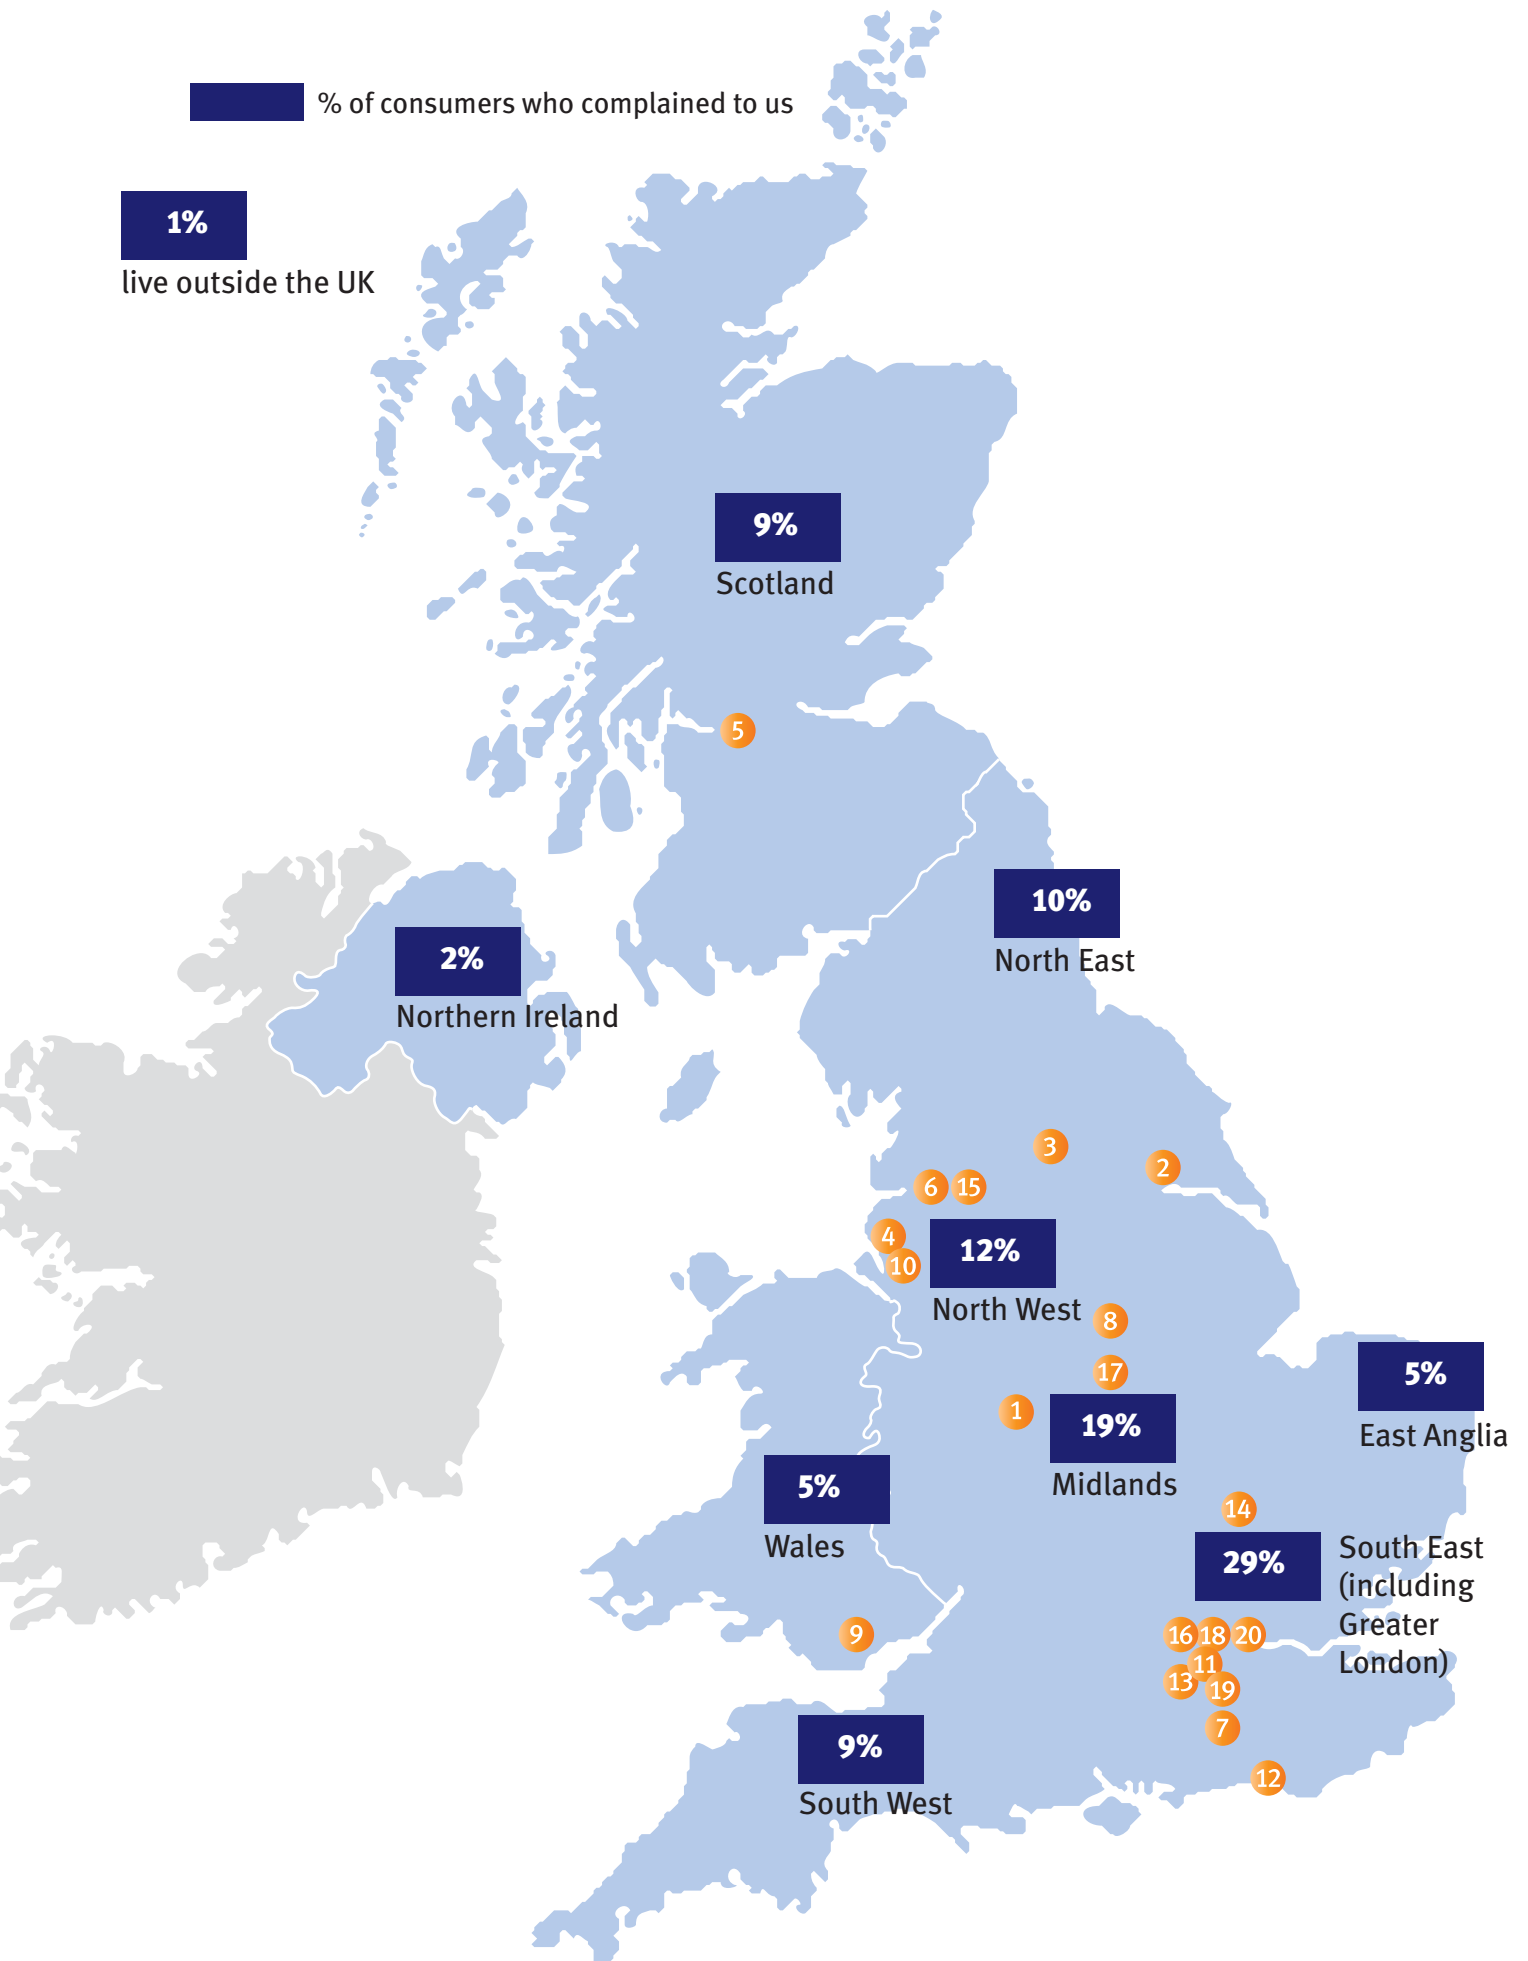 % of consumers who complained to us
1%
live outside the UK
9%
Scotland
5
10%
North East
2%
Northern Ireland
3
2
6
15
4
12%
10
North West
8
17
5%
East Anglia
1
19%
Midlands
5%
Wales
14
29%
South East
(including
Greater
London)
9
16
18
20
11
13
19
7
9%
South West
12